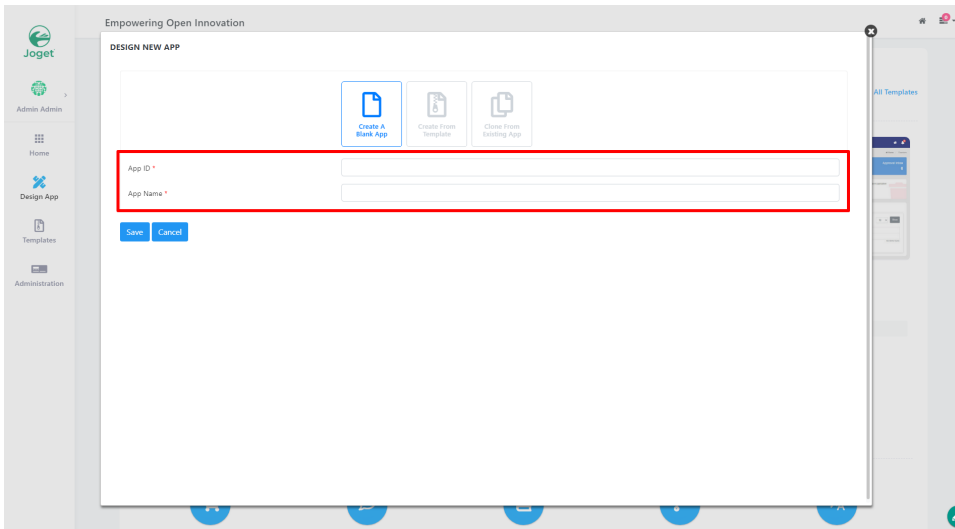 Empowering Open Innovation
Joget
DESIGN NEW APP
Admin Admin
All Templates
Create A
Blank App
Create From
Template
Clone From
Existing App
Home
App ID *
App Name *
Design App
Save
Cancel
Templates
Administration